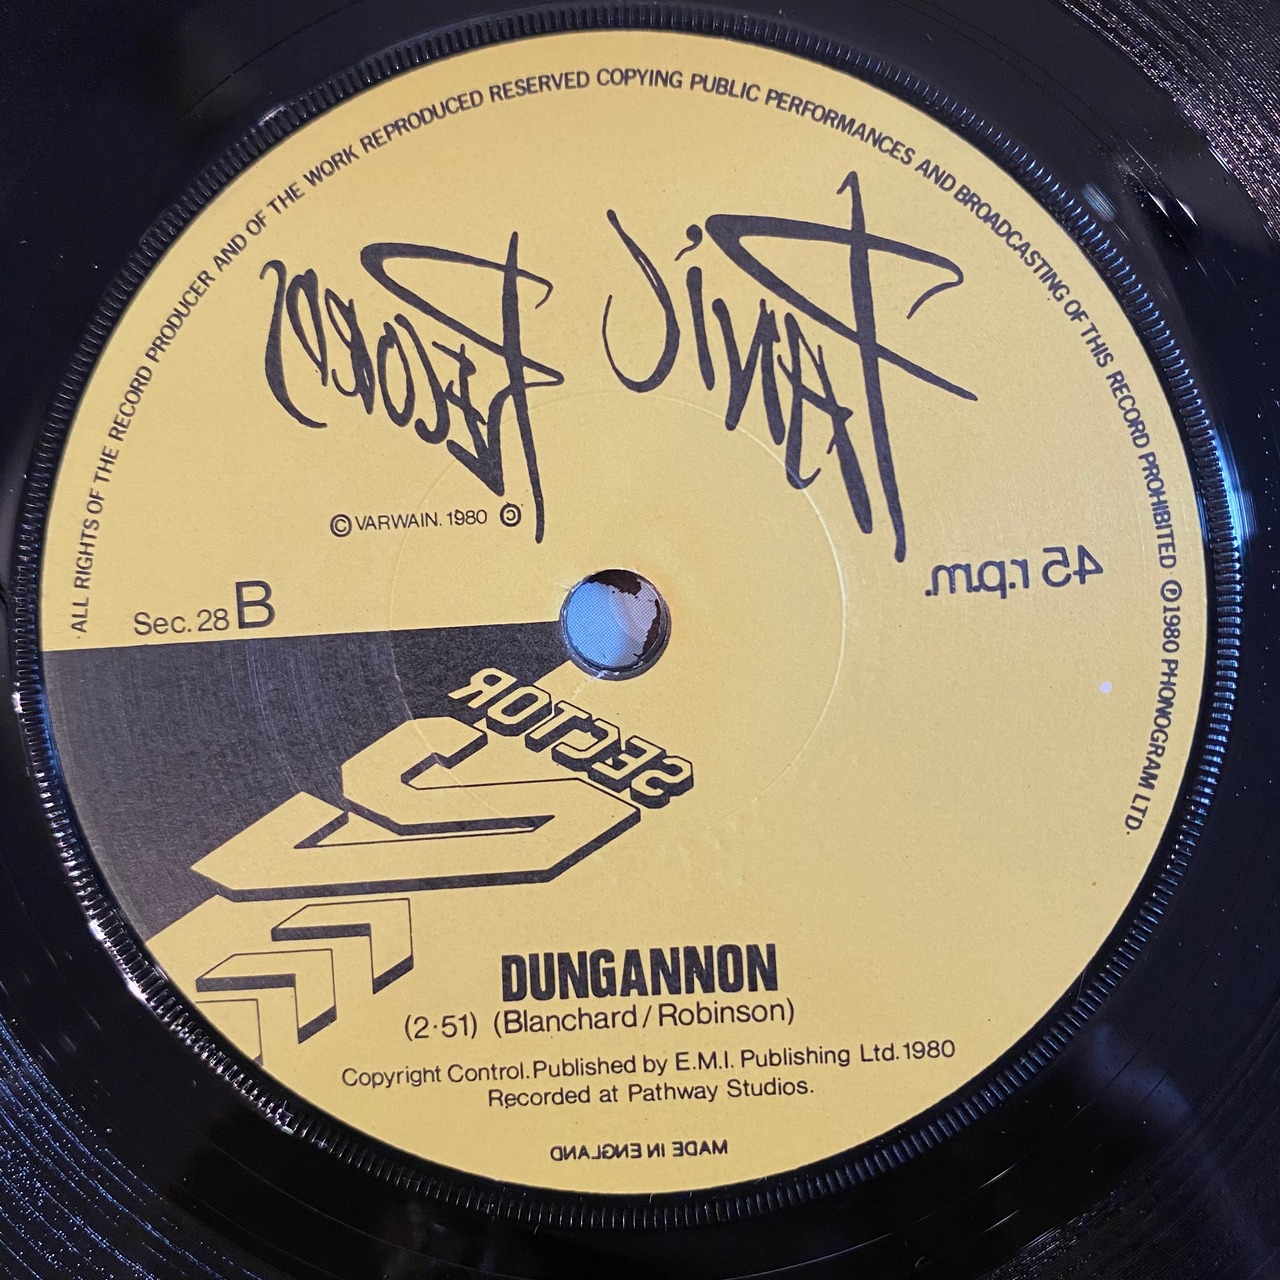 ALL RIGHTS OF THE RECORD PRODUCER AND OF THE WORK REPRODUCED RESERVED COPYING PUBLIC PERFORMANCES AND BROADCASTING OF THIS RECORD PROHIBITED · ℗1980 PHONOGRAM LTD.
Pani'c Records
© VARWAIN. 1980 ©
45 r.p.m.
Sec. 28 B
SECTOR
DUNGANNON
(2·51) (Blanchard/Robinson)
Copyright Control. Published by E.M.I. Publishing Ltd. 1980
Recorded at Pathway Studios.
MADE IN ENGLAND